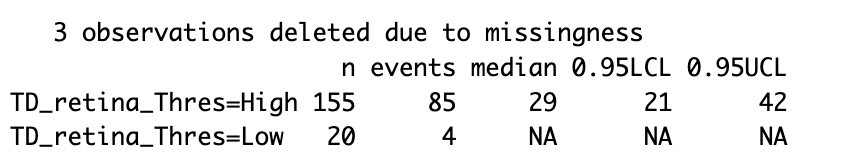 3 observations deleted due to missingness
n events median 0.95LCL 0.95UCL
TD_retina_Thres=High 155 85 29 21 42
TD_retina_Thres=Low 20 4 NA NA NA